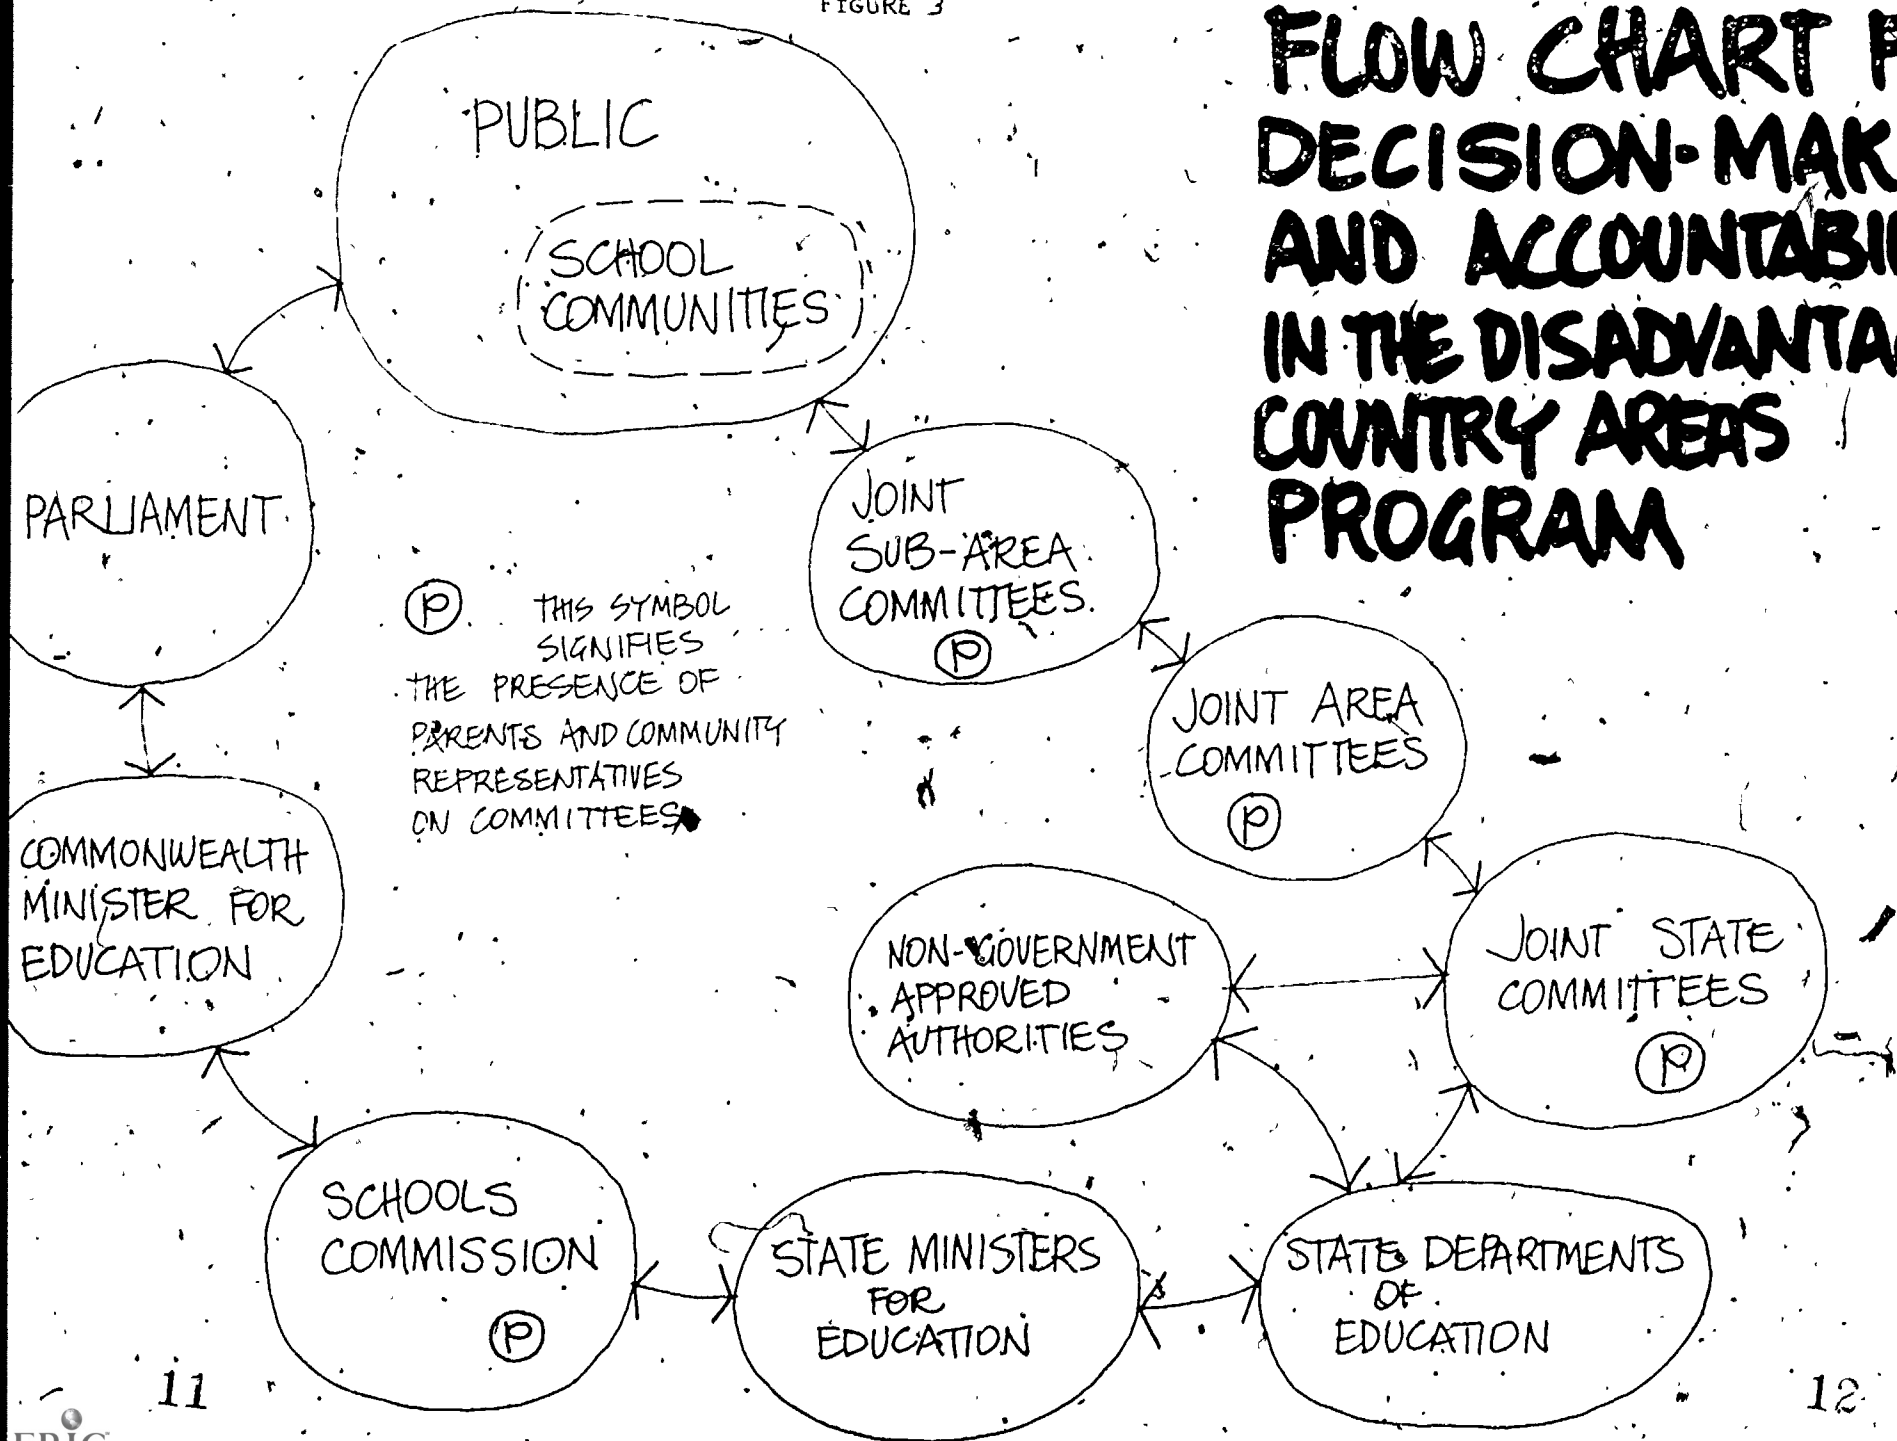 FIGURE 3
FLOW CHART
DECISION-MAK
AND ACCOUNTABIL
IN THE DISADVANTA
COUNTRY AREAS
PROGRAM
PUBLIC
SCHOOL
COMMUNITIES
PARLIAMENT
JOINT
SUB-AREA
COMMITTEES.
P
P THIS SYMBOL
SIGNIFIES
THE PRESENCE OF
PARENTS AND COMMUNITY
REPRESENTATIVES
ON COMMITTEES
JOINT AREA
COMMITTEES
P
COMMONWEALTH
MINISTER FOR
EDUCATION
NON-GOVERNMENT
APPROVED
AUTHORITIES
JOINT STATE
COMMITTEES
P
SCHOOLS
COMMISSION
P
STATE MINISTERS
FOR
EDUCATION
STATE DEPARTMENTS
OF
EDUCATION
11
12
ERIC